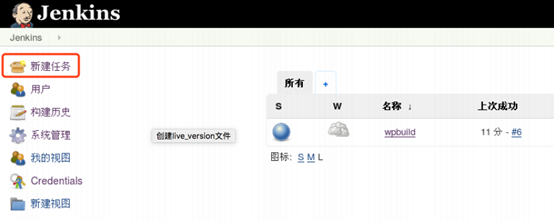 Jenkins
Jenkins
新建任务
用户
构建历史
系统管理
我的视图
Credentials
新建视图
创建live_version文件
所有 +
S W 名称 ↓ 上次成功
wpbuild 11 分 - #6
图标: S M L